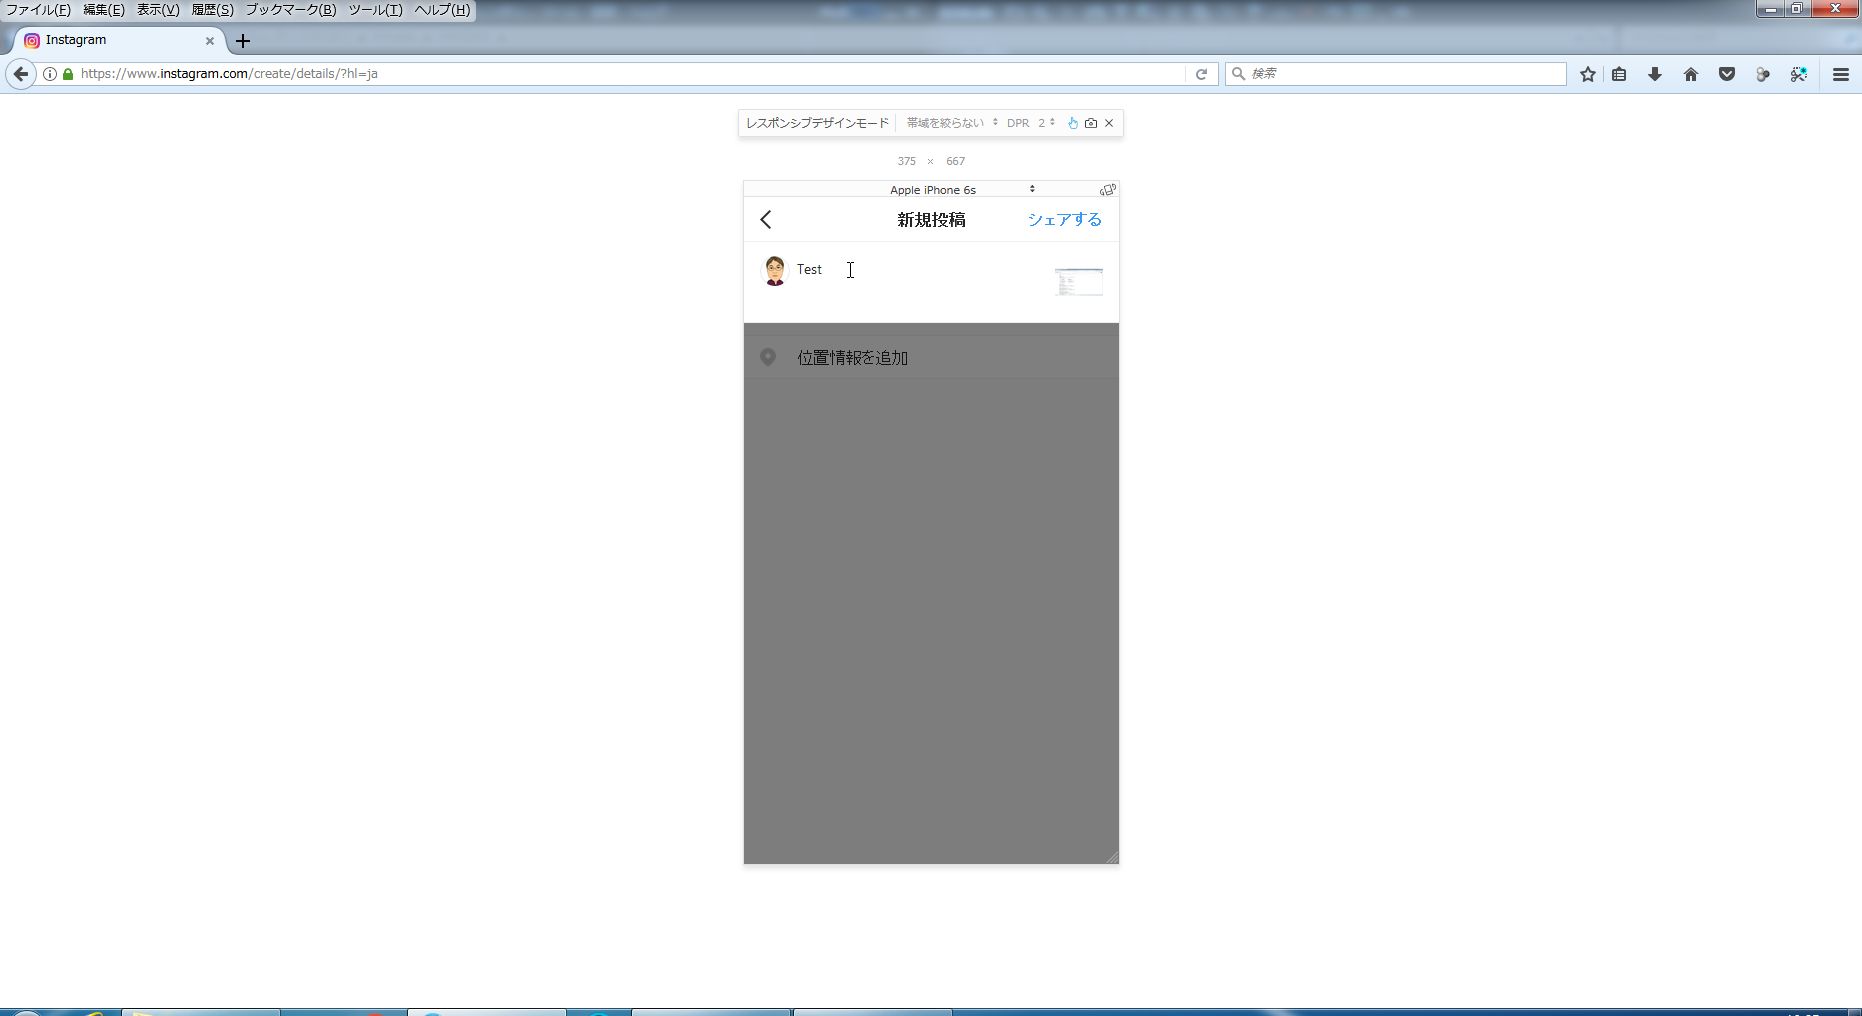 ファイル(F) 編集(E) 表示(V) 履歴(S) ブックマーク(B) ツール(T) ヘルプ(H)
Instagram
https://www.instagram.com/create/details/?hl=ja
検索
レスポンシブデザインモード 帯域を絞らない DPR 2
375 × 667
Apple iPhone 6s
新規投稿 シェアする
Test
位置情報を追加